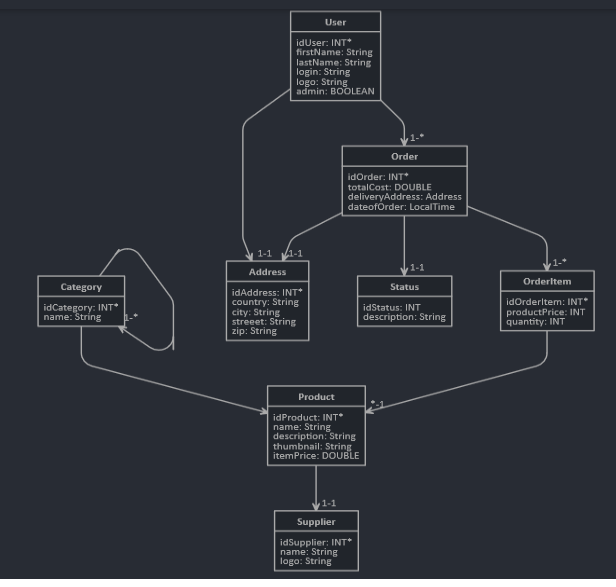 User
idUser: INT*
firstName: String
lastName: String
login: String
logo: String
admin: BOOLEAN
1-*
Order
idOrder: INT*
totalCost: DOUBLE
deliveryAddress: Address
dateofOrder: LocalTime
1-1
1-1
Address
idAddress: INT*
country: String
city: String
streeet: String
zip: String
1-1
Status
idStatus: INT
description: String
1-*
OrderItem
idOrderItem: INT*
productPrice: INT
quantity: INT
Category
idCategory: INT*
name: String
1-*
*-1
Product
idProduct: INT*
name: String
description: String
thumbnail: String
itemPrice: DOUBLE
1-1
Supplier
idSupplier: INT*
name: String
logo: String